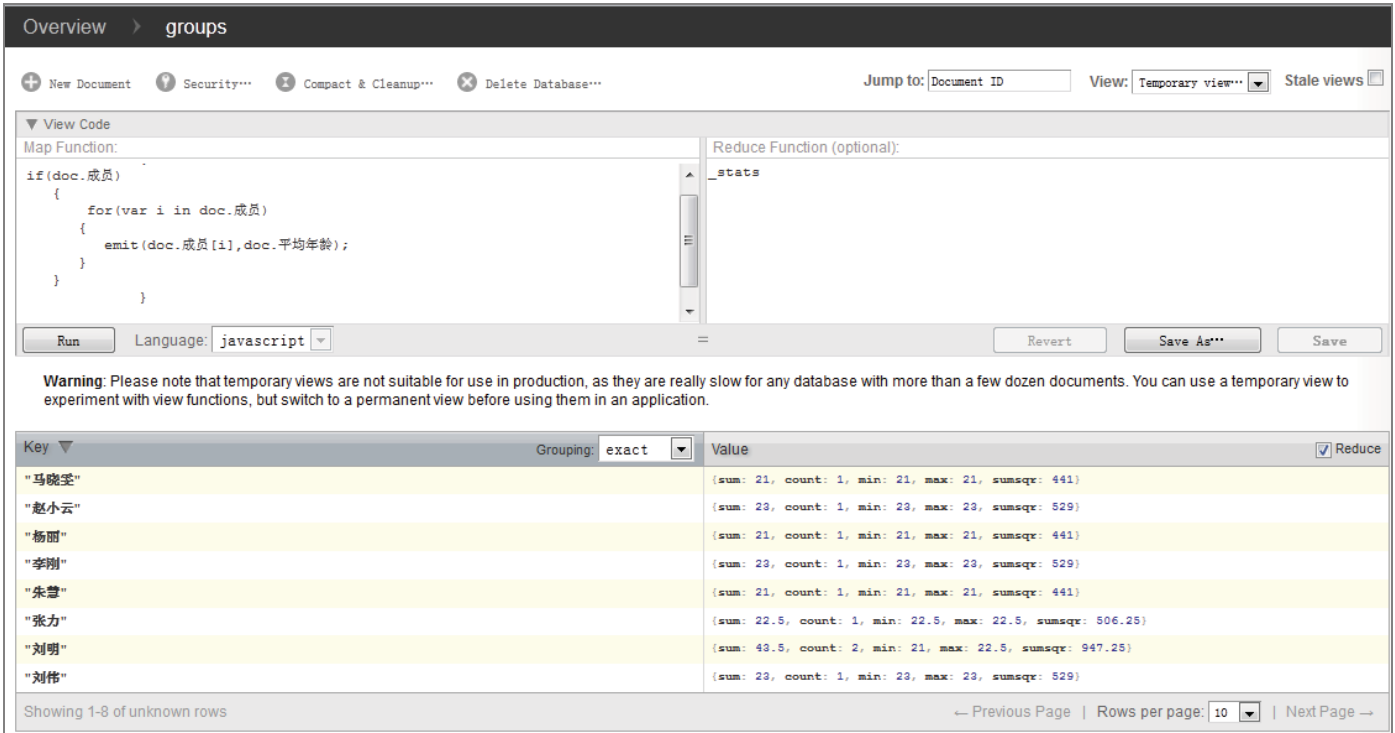 Overview groups
New Document Security… Compact & Cleanup… Delete Database… Jump to: Document ID View: Temporary view… Stale views
View Code
Map Function: Reduce Function (optional):
if(doc.成员) _stats
{
for(var i in doc.成员)
{
emit(doc.成员[i],doc.平均年龄);
}
}
}
Run Language: javascript = Revert Save As… Save
Warning: Please note that temporary views are not suitable for use in production, as they are really slow for any database with more than a few dozen documents. You can use a temporary view to
experiment with view functions, but switch to a permanent view before using them in an application.
Key Grouping: exact Value Reduce
"马晓雯" {sum: 21, count: 1, min: 21, max: 21, sumsqr: 441}
"赵小云" {sum: 23, count: 1, min: 23, max: 23, sumsqr: 529}
"杨丽" {sum: 21, count: 1, min: 21, max: 21, sumsqr: 441}
"李刚" {sum: 23, count: 1, min: 23, max: 23, sumsqr: 529}
"朱慧" {sum: 21, count: 1, min: 21, max: 21, sumsqr: 441}
"张力" {sum: 22.5, count: 1, min: 22.5, max: 22.5, sumsqr: 506.25}
"刘明" {sum: 43.5, count: 2, min: 21, max: 22.5, sumsqr: 947.25}
"刘伟" {sum: 23, count: 1, min: 23, max: 23, sumsqr: 529}
Showing 1-8 of unknown rows ← Previous Page | Rows per page: 10 | Next Page →